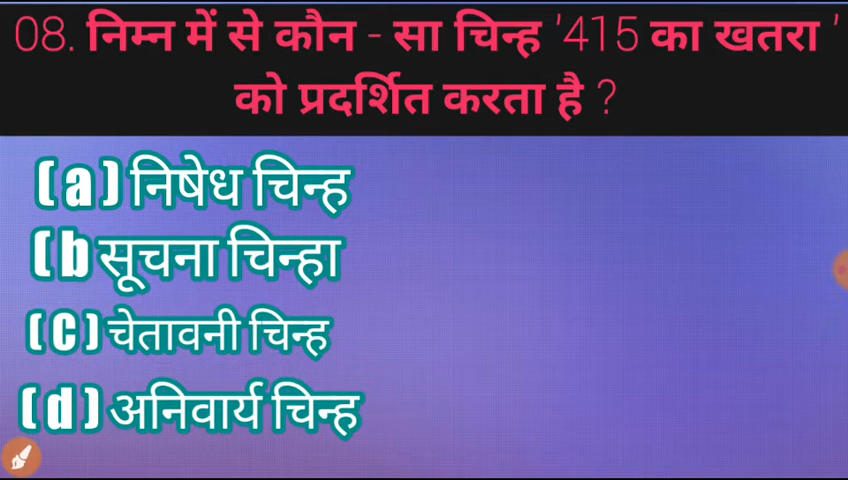 08. निम्न में से कौन - सा चिन्ह '415 का खतरा '
को प्रदर्शित करता है ?
( a ) निषेध चिन्ह
( b सूचना चिन्हा
( C ) चेतावनी चिन्ह
( d ) अनिवार्य चिन्ह